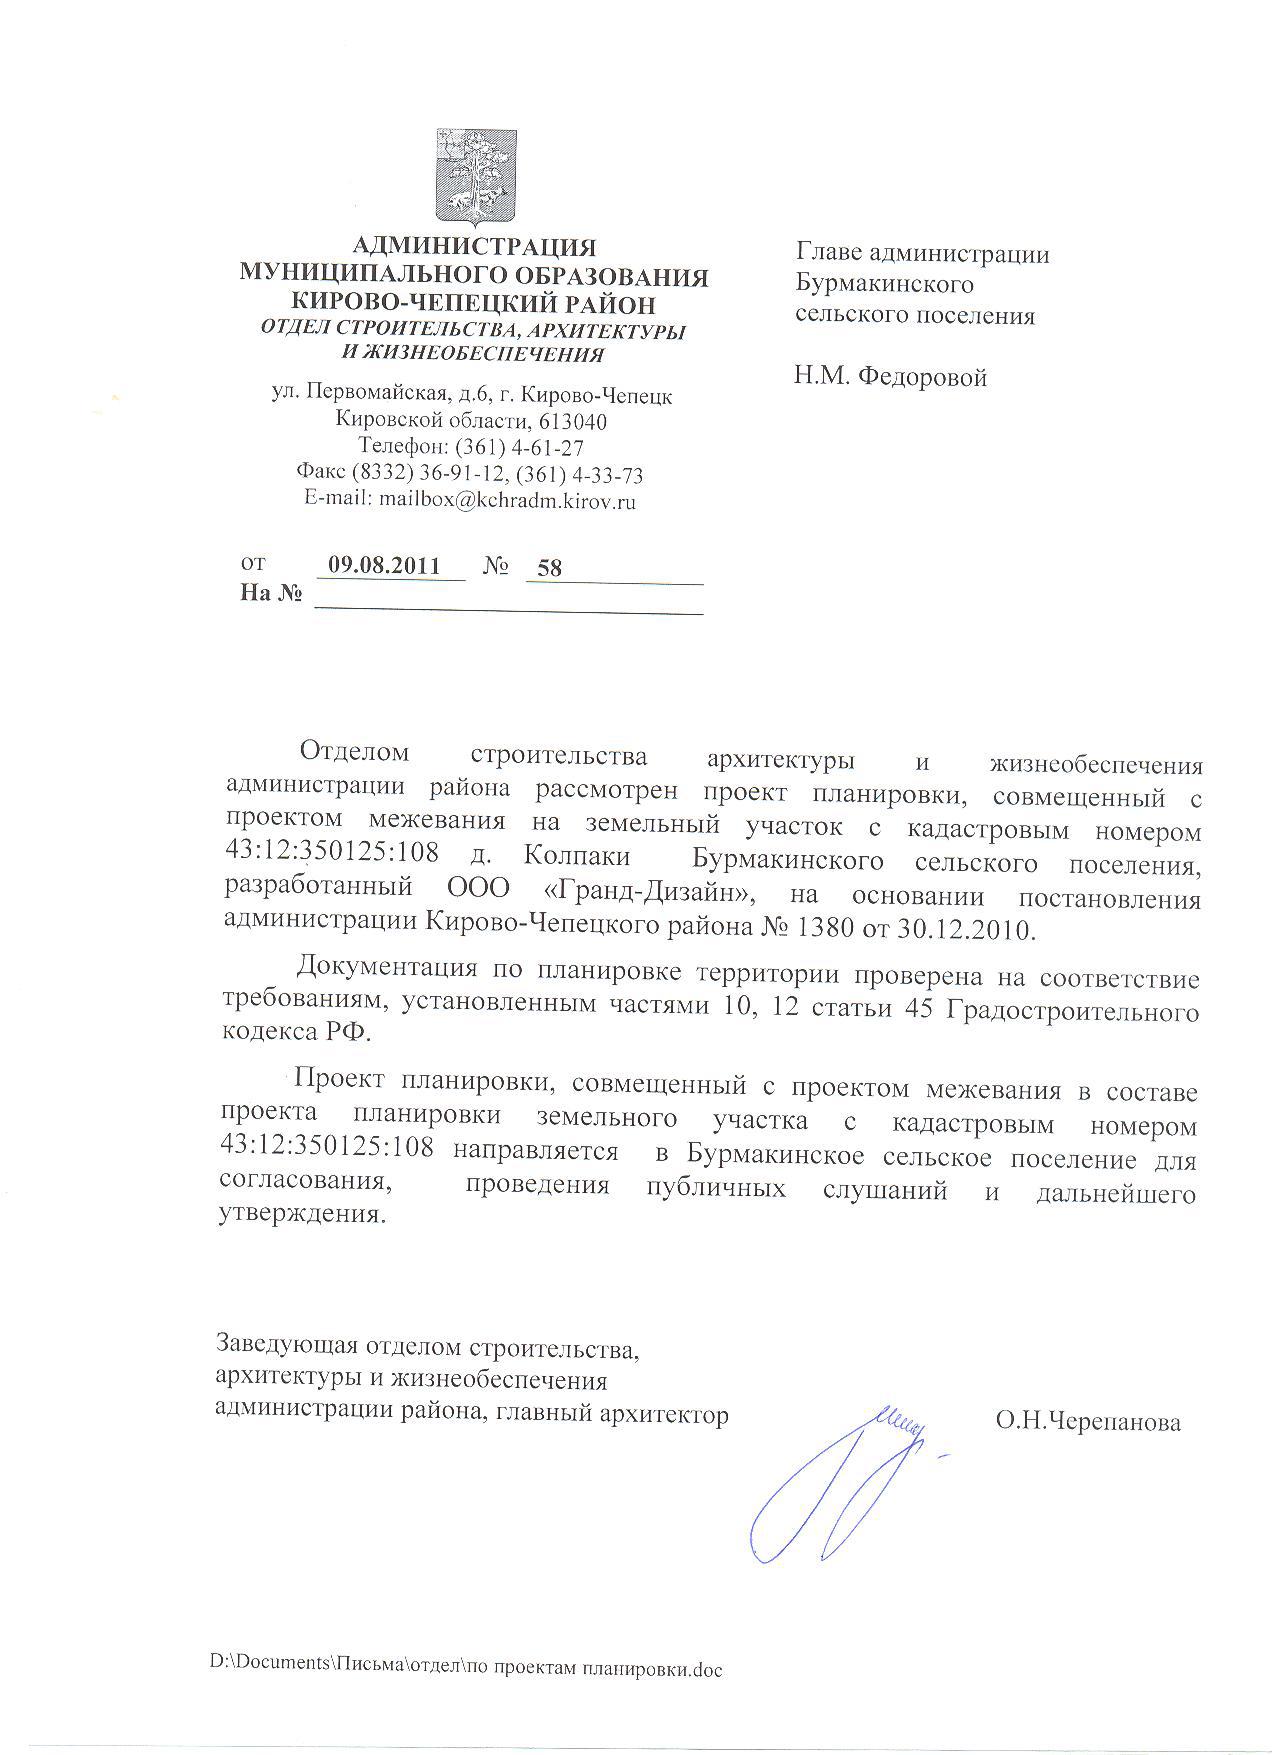 АДМИНИСТРАЦИЯ
МУНИЦИПАЛЬНОГО ОБРАЗОВАНИЯ
КИРОВО-ЧЕПЕЦКИЙ РАЙОН
ОТДЕЛ СТРОИТЕЛЬСТВА, АРХИТЕКТУРЫ
И ЖИЗНЕОБЕСПЕЧЕНИЯ
ул. Первомайская, д.6, г. Кирово-Чепецк
Кировской области, 613040
Телефон: (361) 4-61-27
Факс (8332) 36-91-12, (361) 4-33-73
E-mail: mailbox@kchradm.kirov.ru
от 09.08.2011 № 58
На №
Главе администрации
Бурмакинского
сельского поселения
Н.М. Федоровой
Отделом строительства архитектуры и жизнеобеспечения
администрации района рассмотрен проект планировки, совмещенный с
проектом межевания на земельный участок с кадастровым номером
43:12:350125:108 д. Колпаки Бурмакинского сельского поселения,
разработанный ООО «Гранд-Дизайн», на основании постановления
администрации Кирово-Чепецкого района № 1380 от 30.12.2010.
Документация по планировке территории проверена на соответствие
требованиям, установленным частями 10, 12 статьи 45 Градостроительного
кодекса РФ.
Проект планировки, совмещенный с проектом межевания в составе
проекта планировки земельного участка с кадастровым номером
43:12:350125:108 направляется в Бурмакинское сельское поселение для
согласования, проведения публичных слушаний и дальнейшего
утверждения.
Заведующая отделом строительства,
архитектуры и жизнеобеспечения
администрации района, главный архитектор О.Н.Черепанова
D:\Documents\Письма\отдел\по проектам планировки.doc